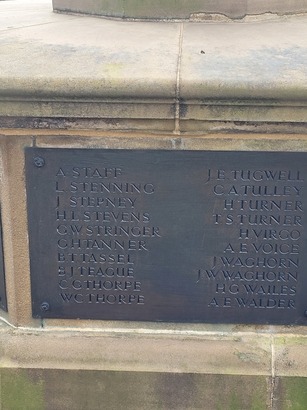 A STAFF
L STENNING
J STEPNEY
H L STEVENS
G W STRINGER
G H TANNER
B T TASSEL
B J TEAGUE
C G THORPE
W C THORPE
J E TUGWELL
C A TULLEY
H TURNER
T S TURNER
H VIRGO
A E VOICE
J WAGHORN
J W WAGHORN
H G WAILES
A E WALDER